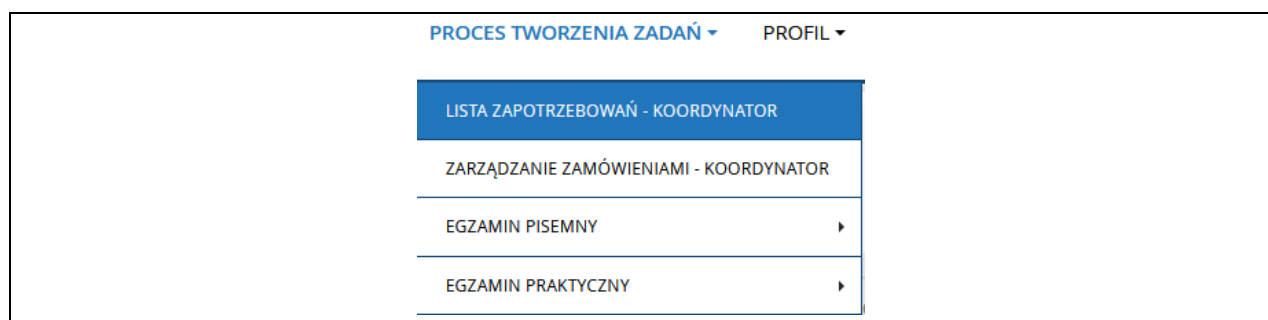 PROCES TWORZENIA ZADAŃ PROFIL
LISTA ZAPOTRZEBOWAŃ - KOORDYNATOR
ZARZĄDZANIE ZAMÓWIENIAMI - KOORDYNATOR
EGZAMIN PISEMNY
EGZAMIN PRAKTYCZNY